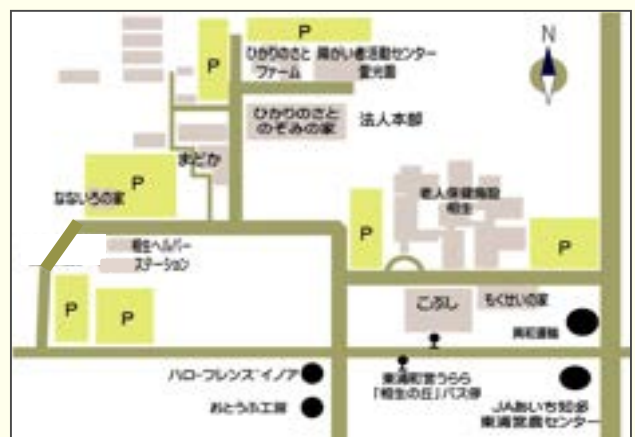 P
N
ひかりのさと 障がい者活動センター
ファーム 愛光園
P
ひかりのさと
のぞみの家
法人本部
まどか
P
なないろの家
老人保健施設
相生
P
P
相生ヘルパー
ステーション
P
P
こぶし
もくせいの家
興和運輸
ハローフレンズイノア
東浦町営うらら
「相生の丘」バス停
おとうふ工房
JAあいち知多
東浦営農センター